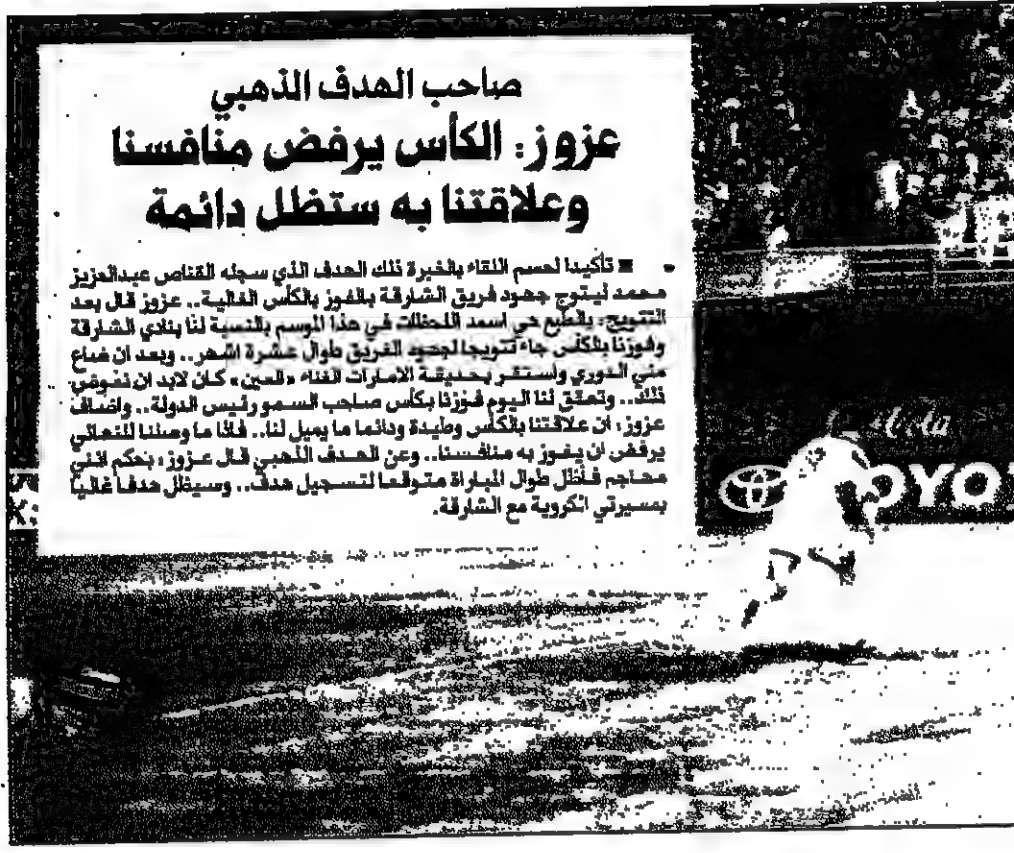 صاحب الهدف الذهبي
عزوز: الكأس يرفض منافسنا
وعلاقتنا به ستظل دائمة
■ تأكيدا لحسم اللقاء بالخبرة ذلك الهدف الذي سجله القناص عبدالعزيز
محمد ليتوج جهود فريق الشارقة بالفوز بالكأس الغالية.. عزوز قال بعد
التتويج: بالطبع هي اسعد اللحظات في هذا الموسم بالنسبة لنا بنادي الشارقة
وفوزنا بالكأس جاء تتويجا لجهود الفريق طوال عشرة اشهر.. وبعد ان ضاع
مني الدوري واستقر بحديقة الامارات الغناء «العين» كان لابد ان نعوض
ذلك.. وتحقق لنا اليوم فوزنا بكأس صاحب السمو رئيس الدولة.. واضاف
عزوز: ان علاقتنا بالكأس وطيدة ودائما ما يميل لنا.. فاذا ما وصلنا للنهائي
يرفض ان يفوز به منافسنا.. وعن الهدف الذهبي قال عزوز: بحكم انني
مهاجم فأظل طوال المباراة متوقعا لتسجيل هدف.. وسيظل هدفا غاليا
بمسيرتي الكروية مع الشارقة.
TOYO